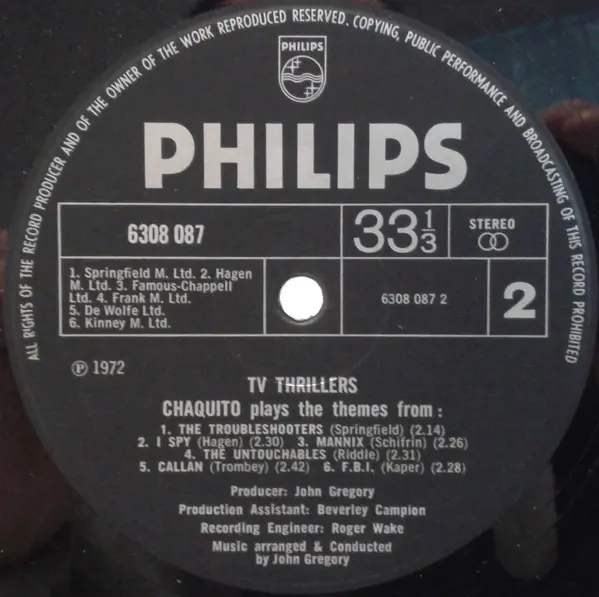 ALL RIGHTS OF THE RECORD PRODUCER AND OF THE OWNER OF THE WORK REPRODUCED RESERVED. COPYING, PUBLIC PERFORMANCE AND BROADCASTING OF THIS RECORD PROHIBITED
PHILIPS
PHILIPS
6308 087
33 1/3
STEREO
1. Springfield M. Ltd. 2. Hagen
M. Ltd. 3. Famous-Chappell
Ltd. 4. Frank M. Ltd.
5. De Wolfe Ltd.
6. Kinney M. Ltd.
6308 087 2
2
Ⓟ 1972
TV THRILLERS
CHAQUITO plays the themes from:
1. THE TROUBLESHOOTERS (Springfield) (2.14)
2. I SPY (Hagen) (2.30) 3. MANNIX (Schifrin) (2.26)
4. THE UNTOUCHABLES (Riddle) (2.31)
5. CALLAN (Trombey) (2.42) 6. F.B.I. (Kaper) (2.28)
Producer: John Gregory
Production Assistant: Beverley Campion
Recording Engineer: Roger Wake
Music arranged & Conducted
by John Gregory